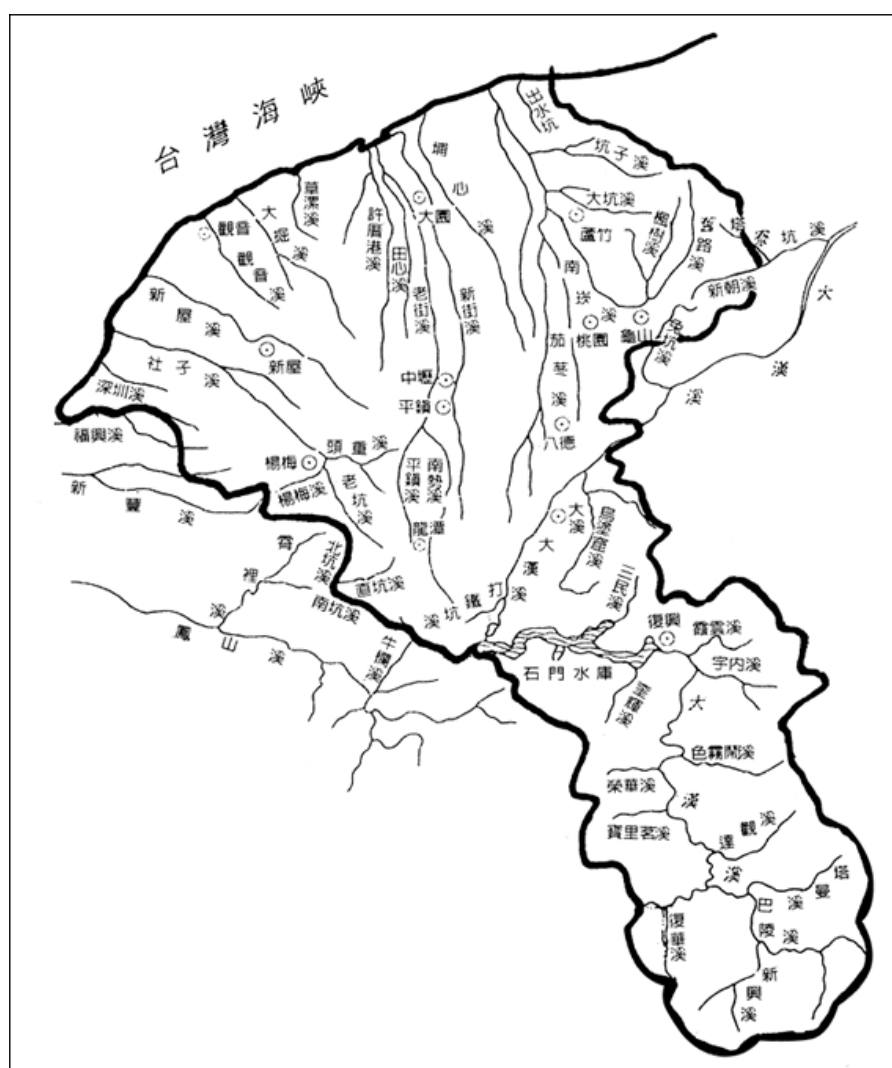 台灣海峽
出水坑
坑子溪
埔心溪
草漯溪
大坑溪
大堀溪
觀音
觀音溪
許厝港溪
大園
田心溪
蘆竹
楓樹溪
舊路溪
塔寮坑溪
老街溪
新街溪
南崁溪
新朝溪
大漢溪
新屋溪
新屋
桃園
龜山
兔坑溪
茄苳溪
社子溪
中壢
平鎮
深圳溪
福興溪
八德
頭重溪
楊梅
楊梅溪
老坑溪
平鎮溪
南勢溪
新豐溪
龍潭
大溪
大漢溪
三民溪
霄裡溪
北坑溪
直坑溪
南坑溪
打鐵坑溪
鳳山溪
牛欄溪
石門水庫
復興
霞雲溪
宇內溪
大漢溪
色霧鬧溪
榮華溪
寶里苳溪
達觀溪
塔曼溪
巴陵溪
復華溪
新興溪